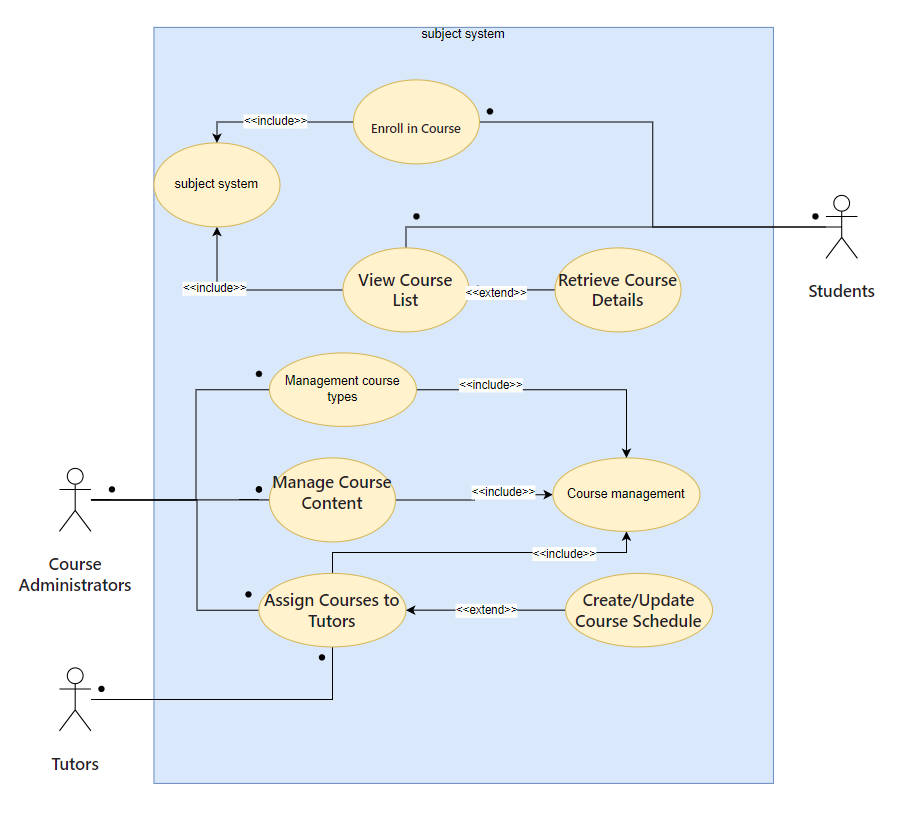 subject system
<<include>>
Enroll in Course
subject system
<<include>>
View Course
List
<<extend>>
Retrieve Course
Details
Students
Management course
types
<<include>>
Manage Course
Content
<<include>>
Course management
Course
Administrators
<<include>>
Assign Courses to
Tutors
<<extend>>
Create/Update
Course Schedule
Tutors